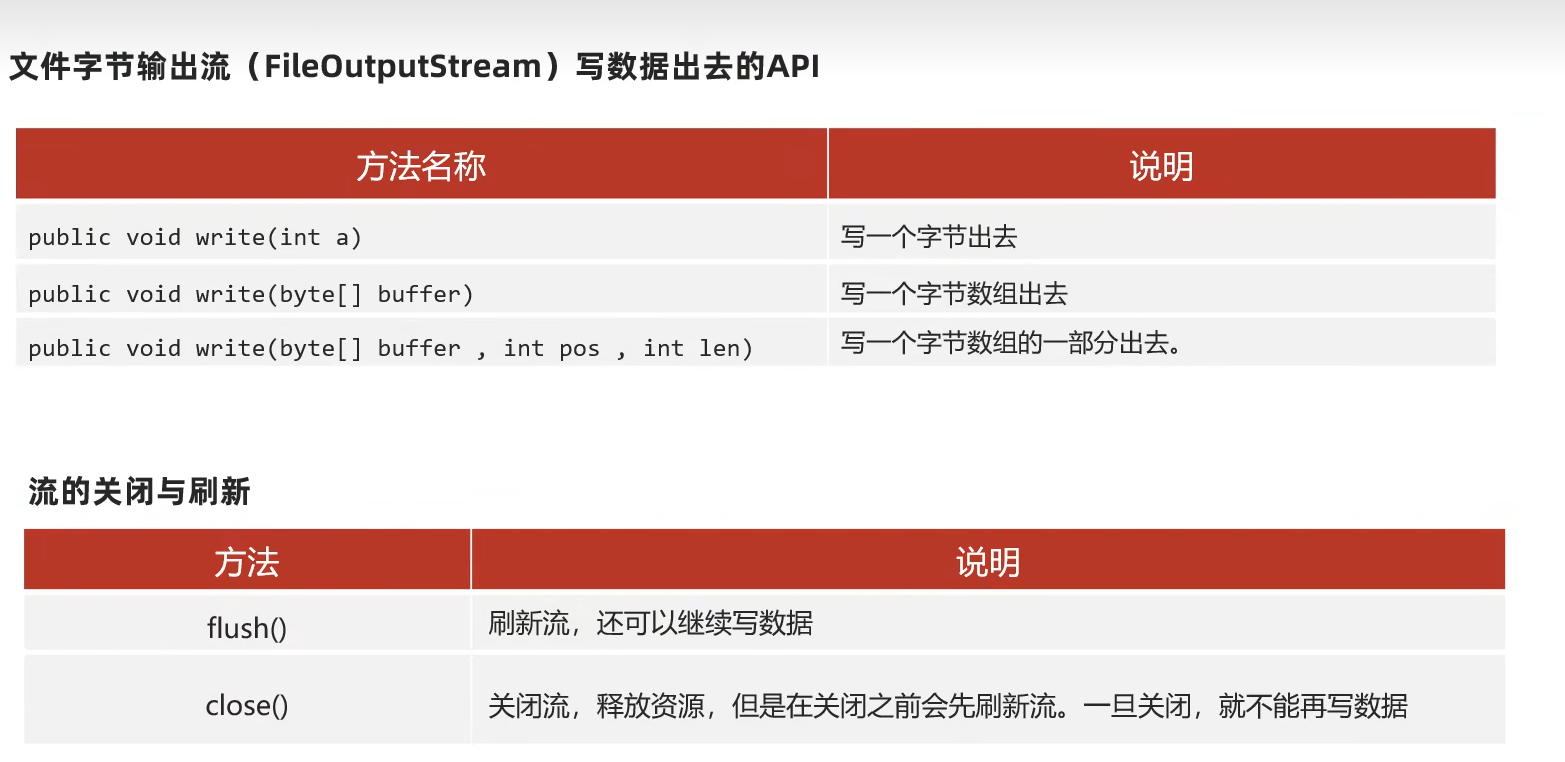 文件字节输出流（FileOutputStream）写数据出去的API
方法名称 说明
public void write(int a) 写一个字节出去
public void write(byte[] buffer) 写一个字节数组出去
public void write(byte[] buffer , int pos , int len) 写一个字节数组的一部分出去。
流的关闭与刷新
方法 说明
flush() 刷新流，还可以继续写数据
close() 关闭流，释放资源，但是在关闭之前会先刷新流。一旦关闭，就不能再写数据